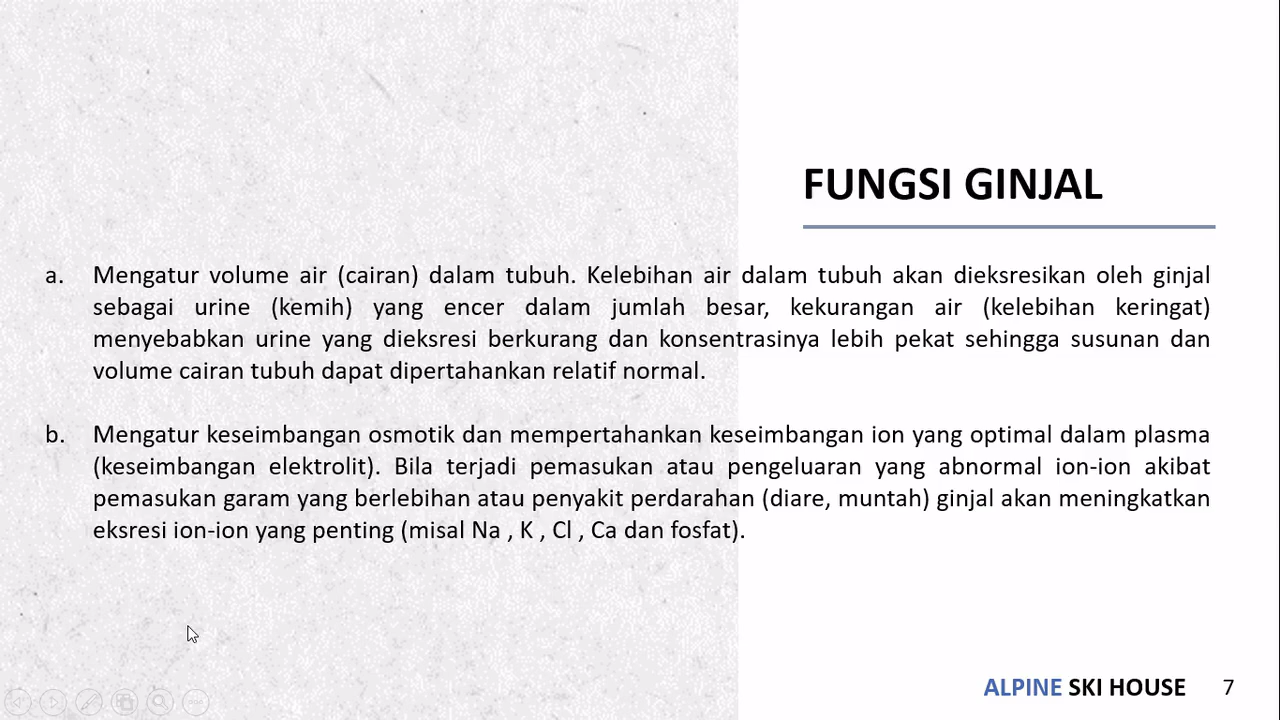 FUNGSI GINJAL
a. Mengatur volume air (cairan) dalam tubuh. Kelebihan air dalam tubuh akan dieksresikan oleh ginjal
sebagai urine (kemih) yang encer dalam jumlah besar, kekurangan air (kelebihan keringat)
menyebabkan urine yang dieksresi berkurang dan konsentrasinya lebih pekat sehingga susunan dan
volume cairan tubuh dapat dipertahankan relatif normal.
b. Mengatur keseimbangan osmotik dan mempertahankan keseimbangan ion yang optimal dalam plasma
(keseimbangan elektrolit). Bila terjadi pemasukan atau pengeluaran yang abnormal ion-ion akibat
pemasukan garam yang berlebihan atau penyakit perdarahan (diare, muntah) ginjal akan meningkatkan
eksresi ion-ion yang penting (misal Na , K , Cl , Ca dan fosfat).
ALPINE SKI HOUSE 7